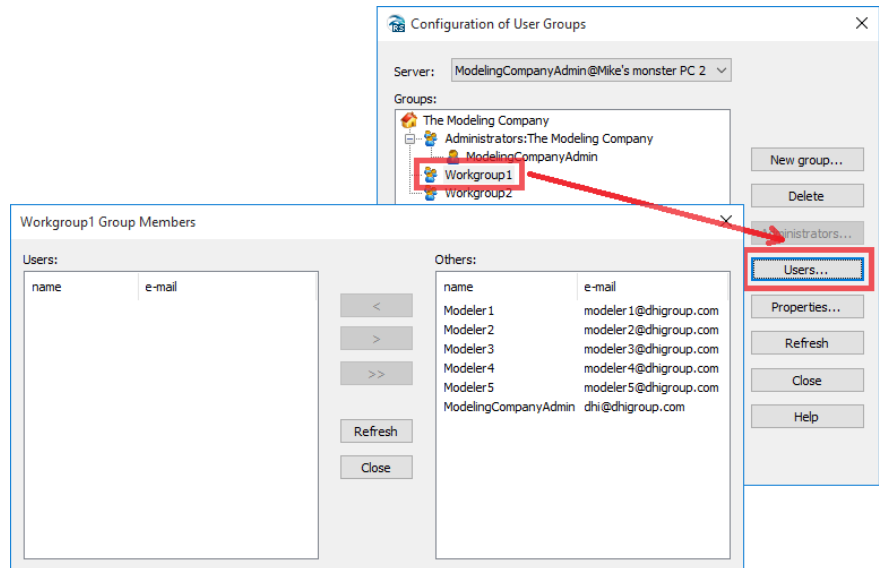 RS Configuration of User Groups
Server: ModelingCompanyAdmin@Mike's monster PC 2
Groups:
The Modeling Company
Administrators:The Modeling Company
ModelingCompanyAdmin
Workgroup1
Workgroup2
New group...
Delete
Administrators...
Users...
Properties...
Refresh
Close
Help
Workgroup1 Group Members
Users:
name e-mail
<
>
>>
Refresh
Close
Others:
name e-mail
Modeler1 modeler1@dhigroup.com
Modeler2 modeler2@dhigroup.com
Modeler3 modeler3@dhigroup.com
Modeler4 modeler4@dhigroup.com
Modeler5 modeler5@dhigroup.com
ModelingCompanyAdmin dhi@dhigroup.com